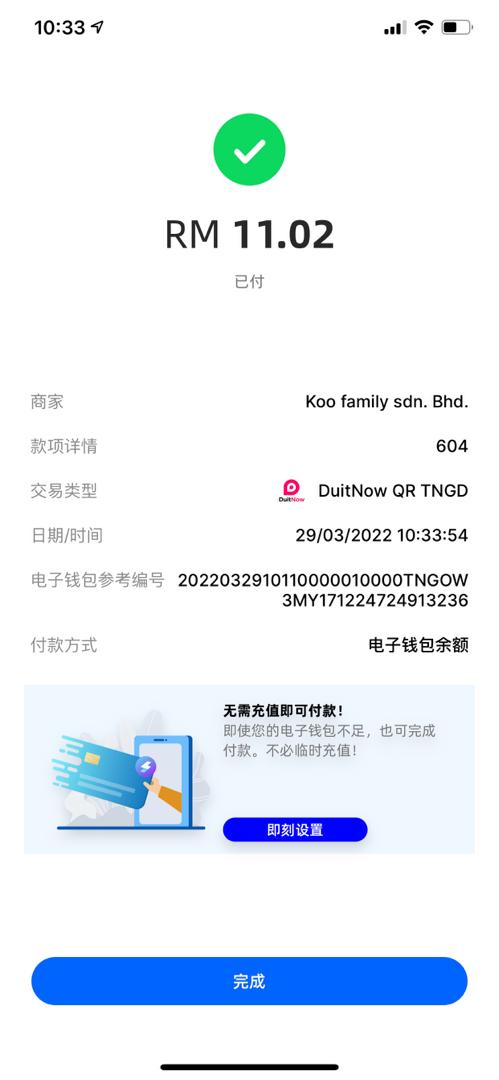 10:33
RM 11.02
已付
商家 Koo family sdn. Bhd.
款项详情 604
交易类型 DuitNow DuitNow QR TNGD
日期/时间 29/03/2022 10:33:54
电子钱包参考编号 2022032910110000010000TNGOW
3MY171224724913236
付款方式 电子钱包余额
无需充值即可付款！
即使您的电子钱包不足，也可完成
付款。不必临时充值！
即刻设置
完成